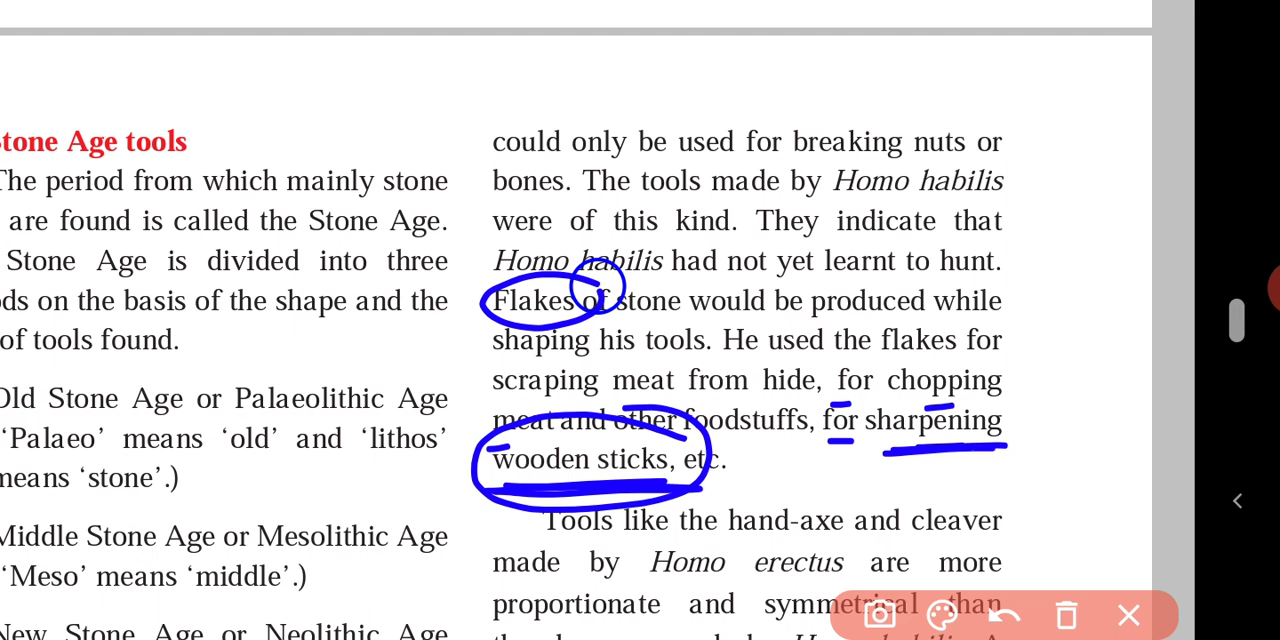 Stone Age tools
The period from which mainly stone
are found is called the Stone Age.
Stone Age is divided into three
ods on the basis of the shape and the
of tools found.
Old Stone Age or Palaeolithic Age
‘Palaeo’ means ‘old’ and ‘lithos’
means ‘stone’.)
Middle Stone Age or Mesolithic Age
‘Meso’ means ‘middle’.)
New Stone Age or Neolithic Age
could only be used for breaking nuts or
bones. The tools made by Homo habilis
were of this kind. They indicate that
Homo habilis had not yet learnt to hunt.
Flakes of stone would be produced while
shaping his tools. He used the flakes for
scraping meat from hide, for chopping
meat and other foodstuffs, for sharpening
wooden sticks, etc.
Tools like the hand-axe and cleaver
made by Homo erectus are more
proportionate and symmetrical than